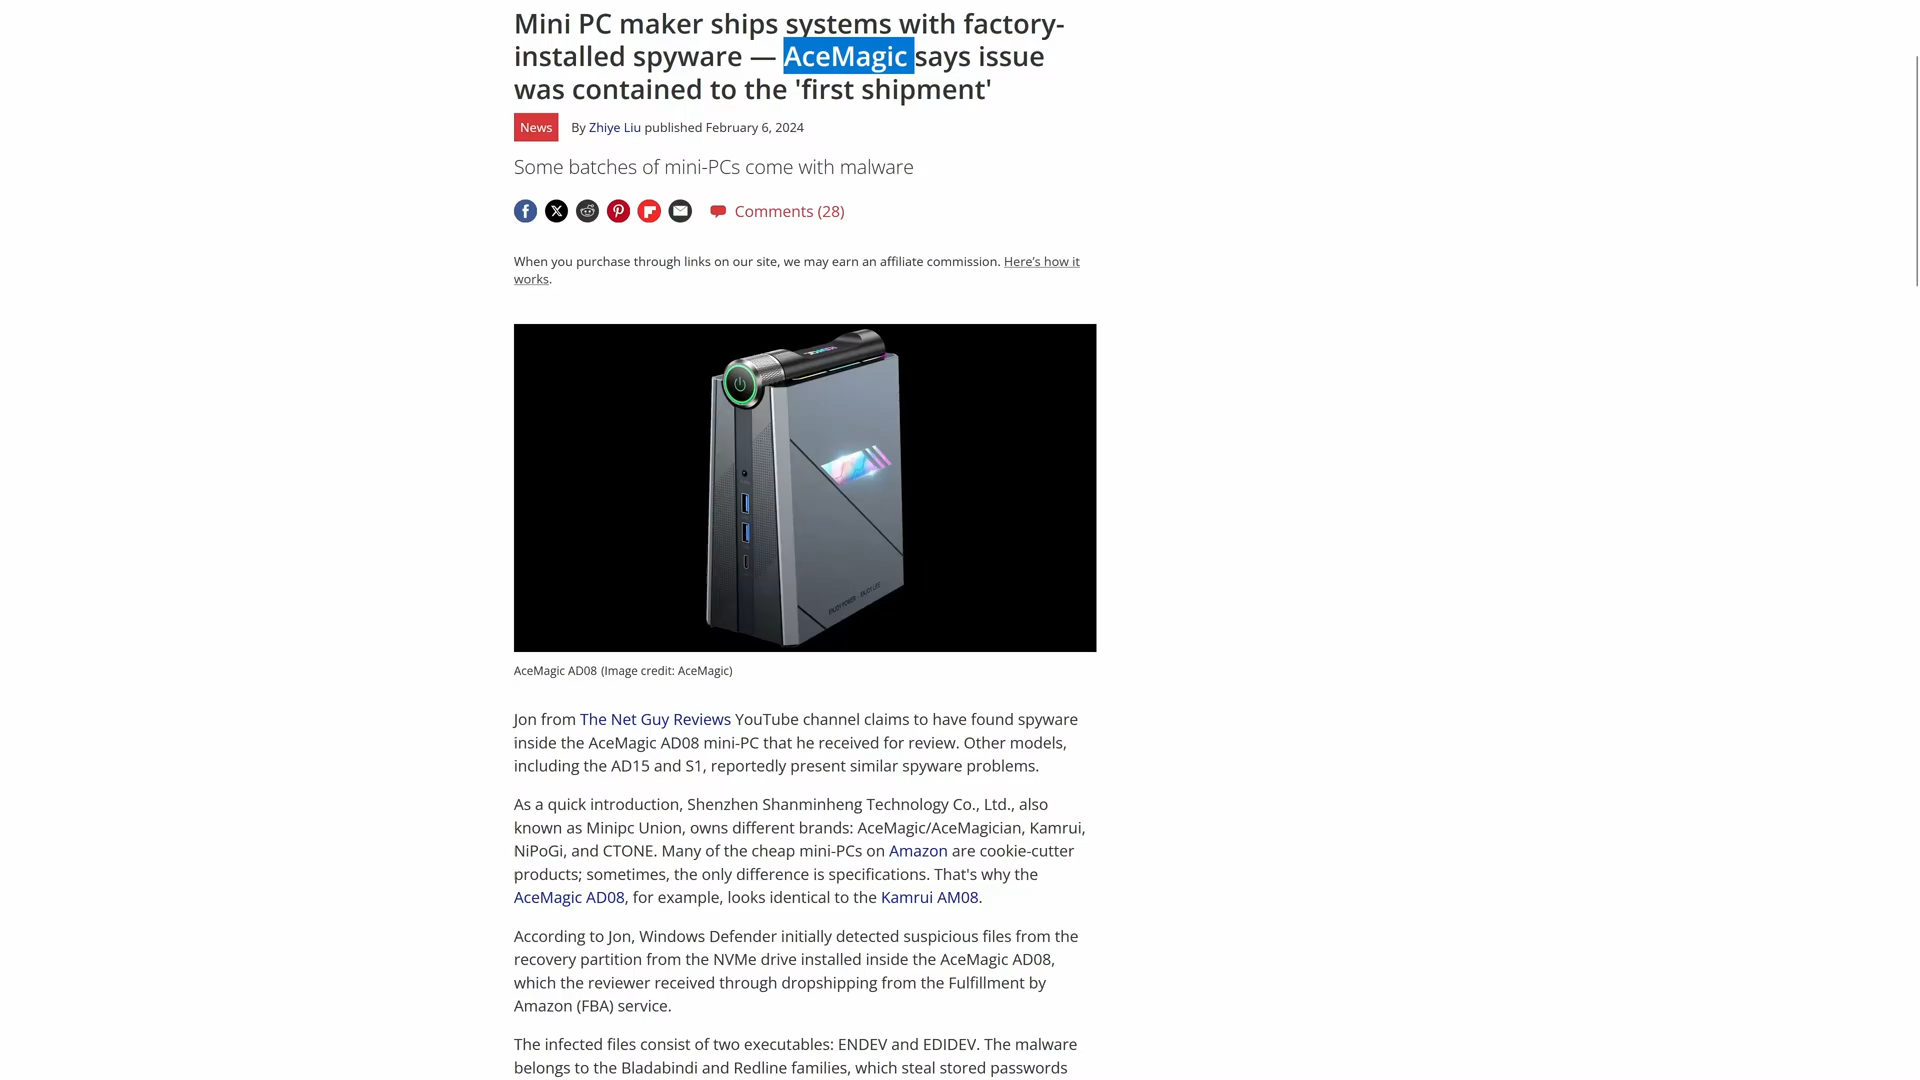 Mini PC maker ships systems with factory-
installed spyware — AceMagic says issue
was contained to the 'first shipment'
News By Zhiye Liu published February 6, 2024
Some batches of mini-PCs come with malware
Comments (28)
When you purchase through links on our site, we may earn an affiliate commission. Here's how it
works.
ENJOY POWER · ENJOY LIFE
AceMagic AD08 (Image credit: AceMagic)
Jon from The Net Guy Reviews YouTube channel claims to have found spyware
inside the AceMagic AD08 mini-PC that he received for review. Other models,
including the AD15 and S1, reportedly present similar spyware problems.
As a quick introduction, Shenzhen Shanminheng Technology Co., Ltd., also
known as Minipc Union, owns different brands: AceMagic/AceMagician, Kamrui,
NiPoGi, and CTONE. Many of the cheap mini-PCs on Amazon are cookie-cutter
products; sometimes, the only difference is specifications. That's why the
AceMagic AD08, for example, looks identical to the Kamrui AM08.
According to Jon, Windows Defender initially detected suspicious files from the
recovery partition from the NVMe drive installed inside the AceMagic AD08,
which the reviewer received through dropshipping from the Fulfillment by
Amazon (FBA) service.
The infected files consist of two executables: ENDEV and EDIDEV. The malware
belongs to the Bladabindi and Redline families, which steal stored passwords